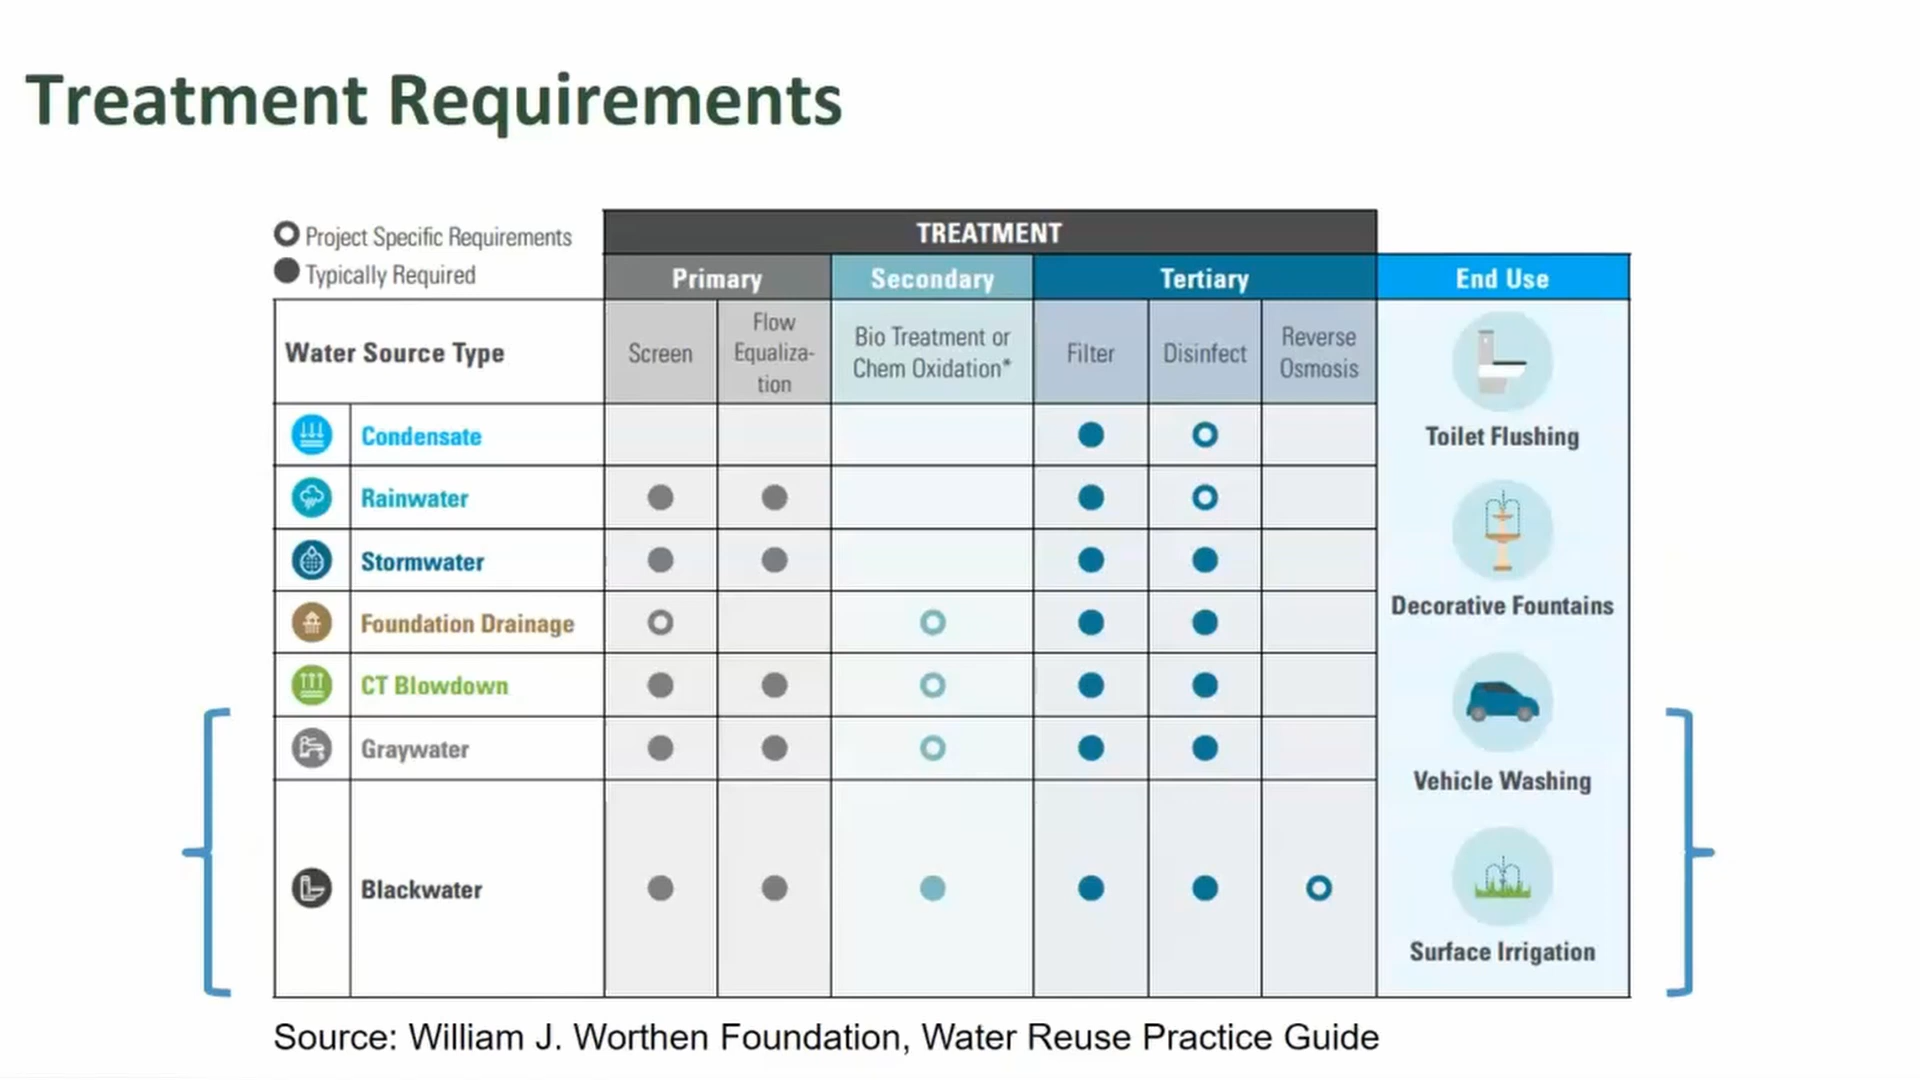 Treatment Requirements
Project Specific Requirements
Typically Required
TREATMENT
Primary
Secondary
Tertiary
End Use
Water Source Type
Screen
Flow
Equaliza-
tion
Bio Treatment or
Chem Oxidation*
Filter
Disinfect
Reverse
Osmosis
Condensate
Rainwater
Stormwater
Foundation Drainage
CT Blowdown
Graywater
Blackwater
Toilet Flushing
Decorative Fountains
Vehicle Washing
Surface Irrigation
Source: William J. Worthen Foundation, Water Reuse Practice Guide